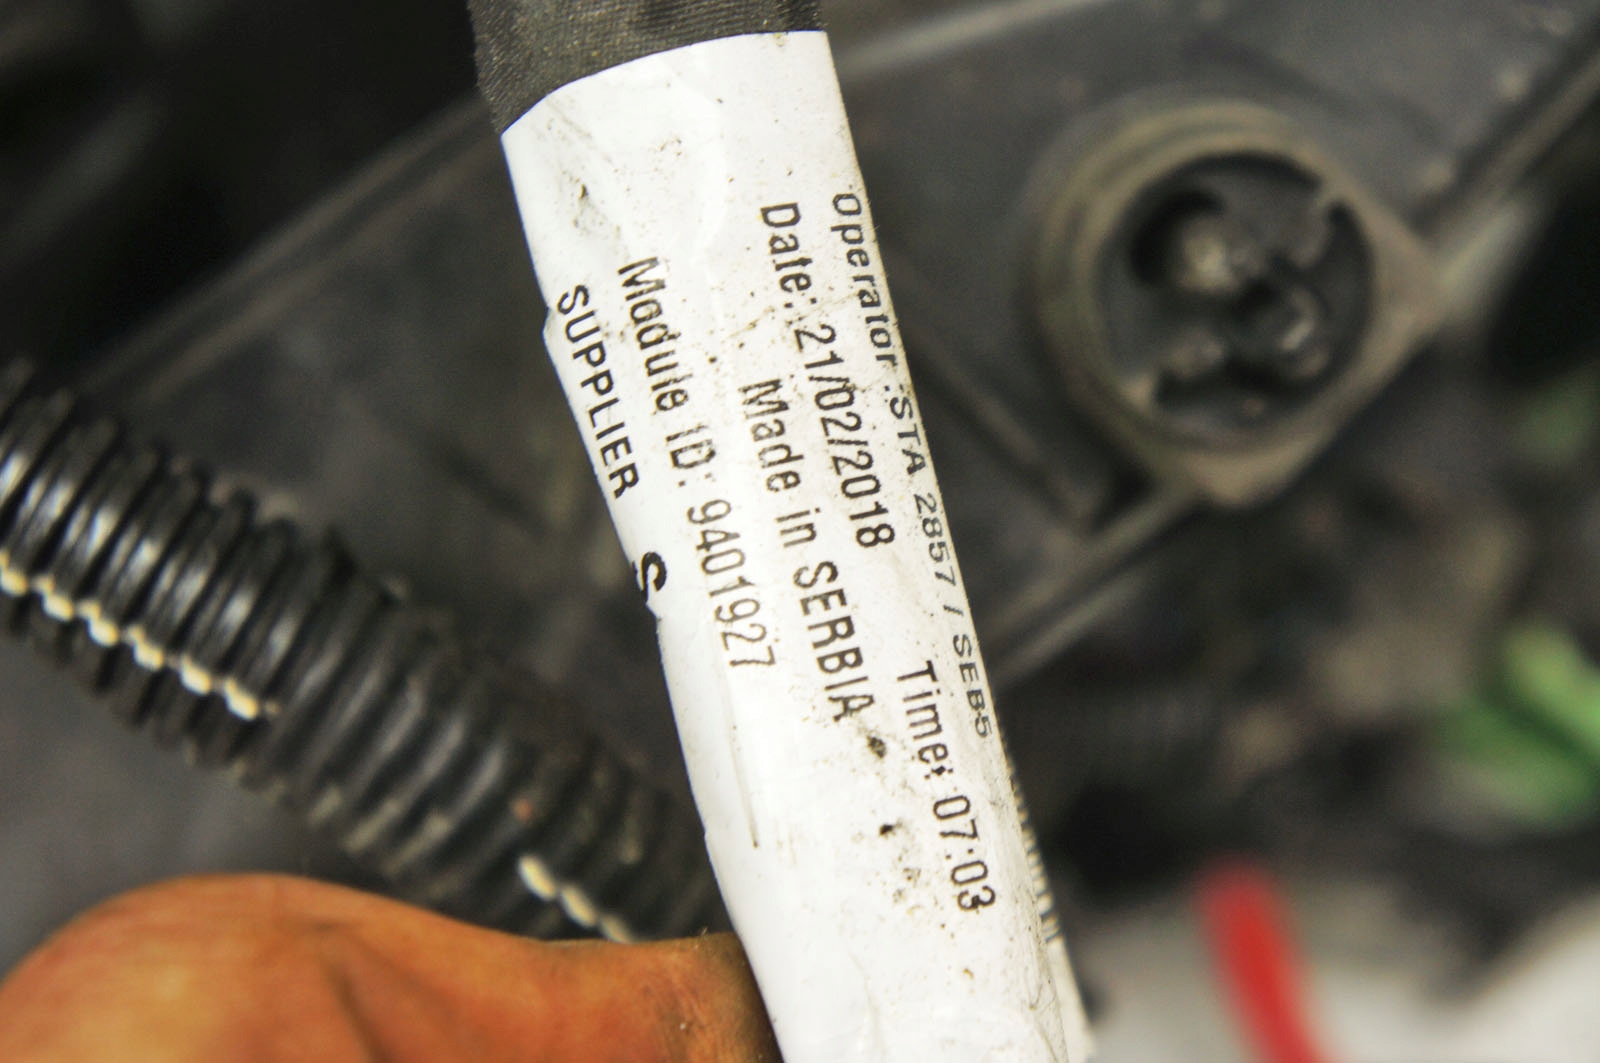 Operator :STA 2857 / SEB5
Date: 21/02/2018 Time: 07:03
Made in SERBIA
Module ID: 9401927
SUPPLIER S